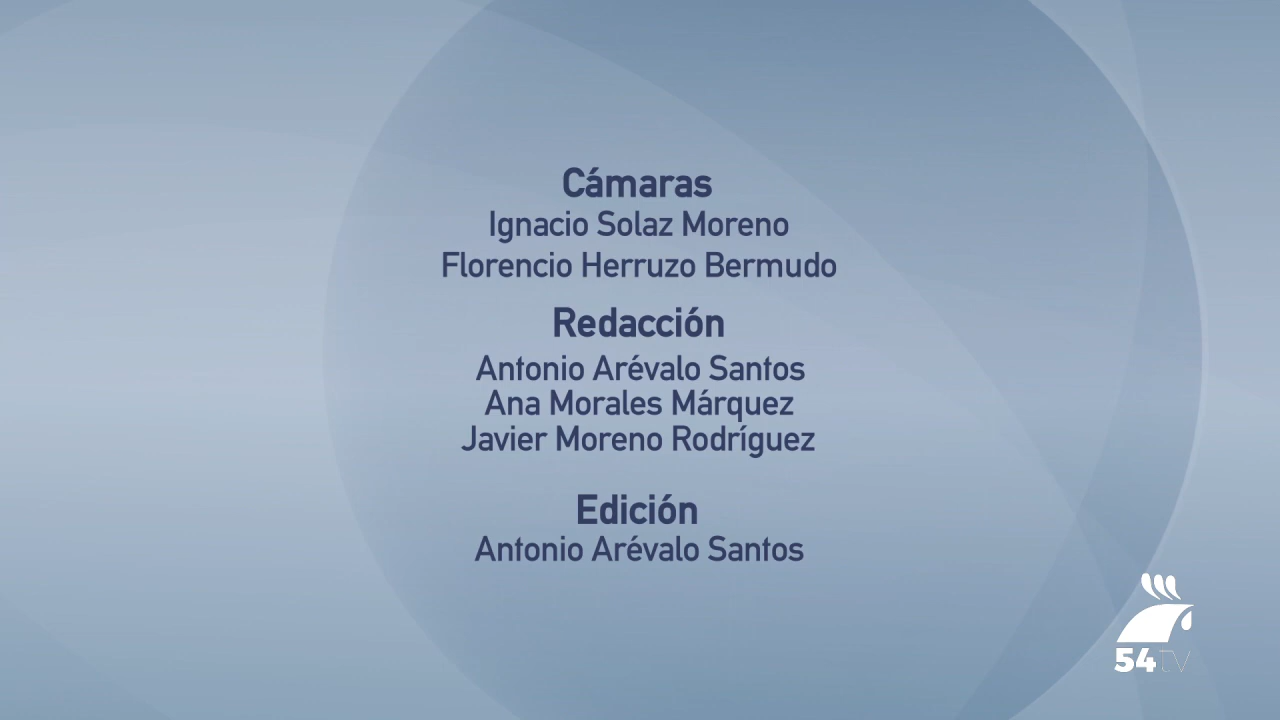 Cámaras
Ignacio Solaz Moreno
Florencio Herruzo Bermudo
Redacción
Antonio Arévalo Santos
Ana Morales Márquez
Javier Moreno Rodríguez
Edición
Antonio Arévalo Santos
54TV